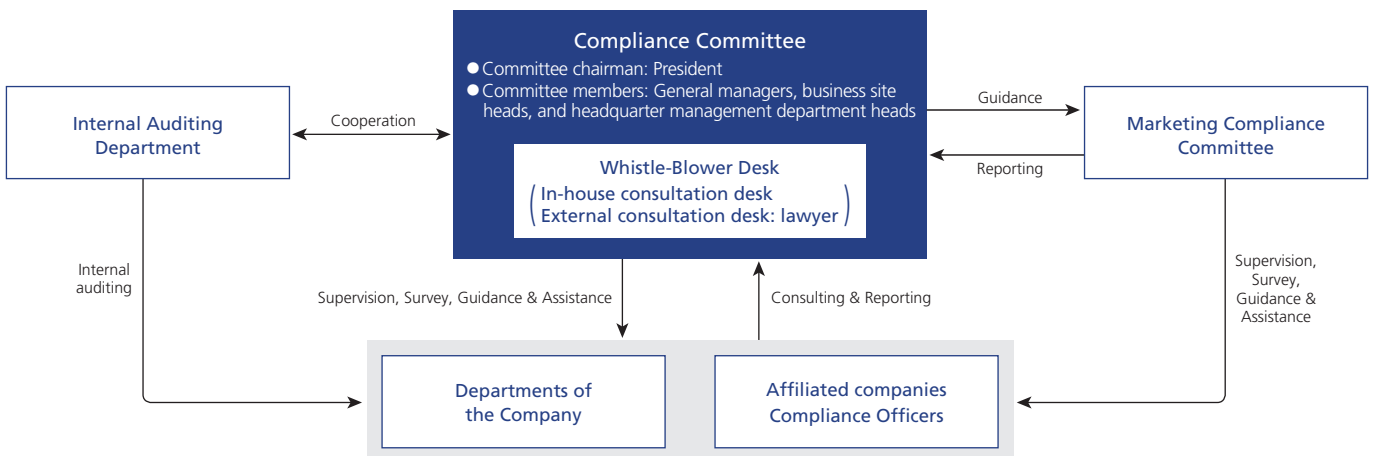 Compliance Committee
● Committee chairman: President
● Committee members: General managers, business site
heads, and headquarter management department heads
Whistle-Blower Desk
(In-house consultation desk
External consultation desk: lawyer)
Internal Auditing
Department
Cooperation
Guidance
Reporting
Marketing Compliance
Committee
Internal
auditing
Supervision, Survey, Guidance & Assistance
Consulting & Reporting
Supervision,
Survey,
Guidance &
Assistance
Departments of
the Company
Affiliated companies
Compliance Officers